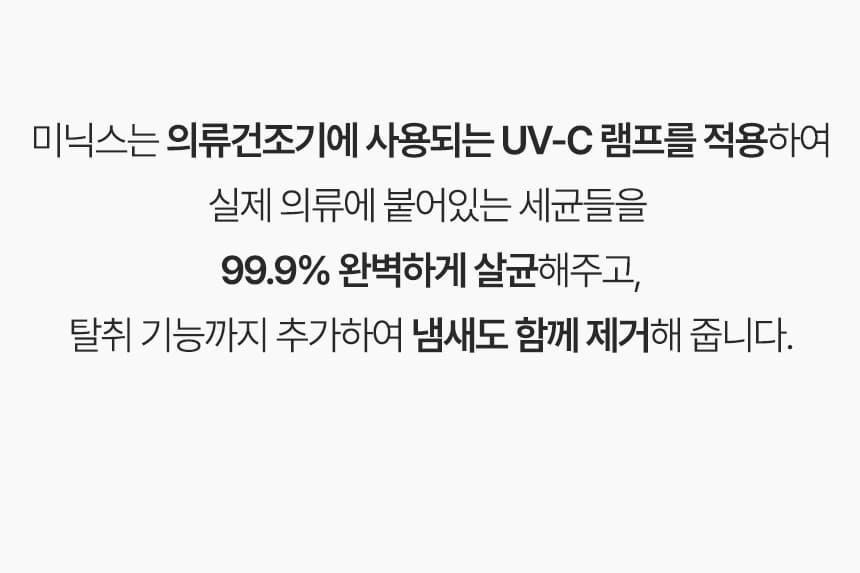 미닉스는 의류건조기에 사용되는 UV-C 램프를 적용하여
실제 의류에 붙어있는 세균들을
99.9% 완벽하게 살균해주고,
탈취 기능까지 추가하여 냄새도 함께 제거해 줍니다.